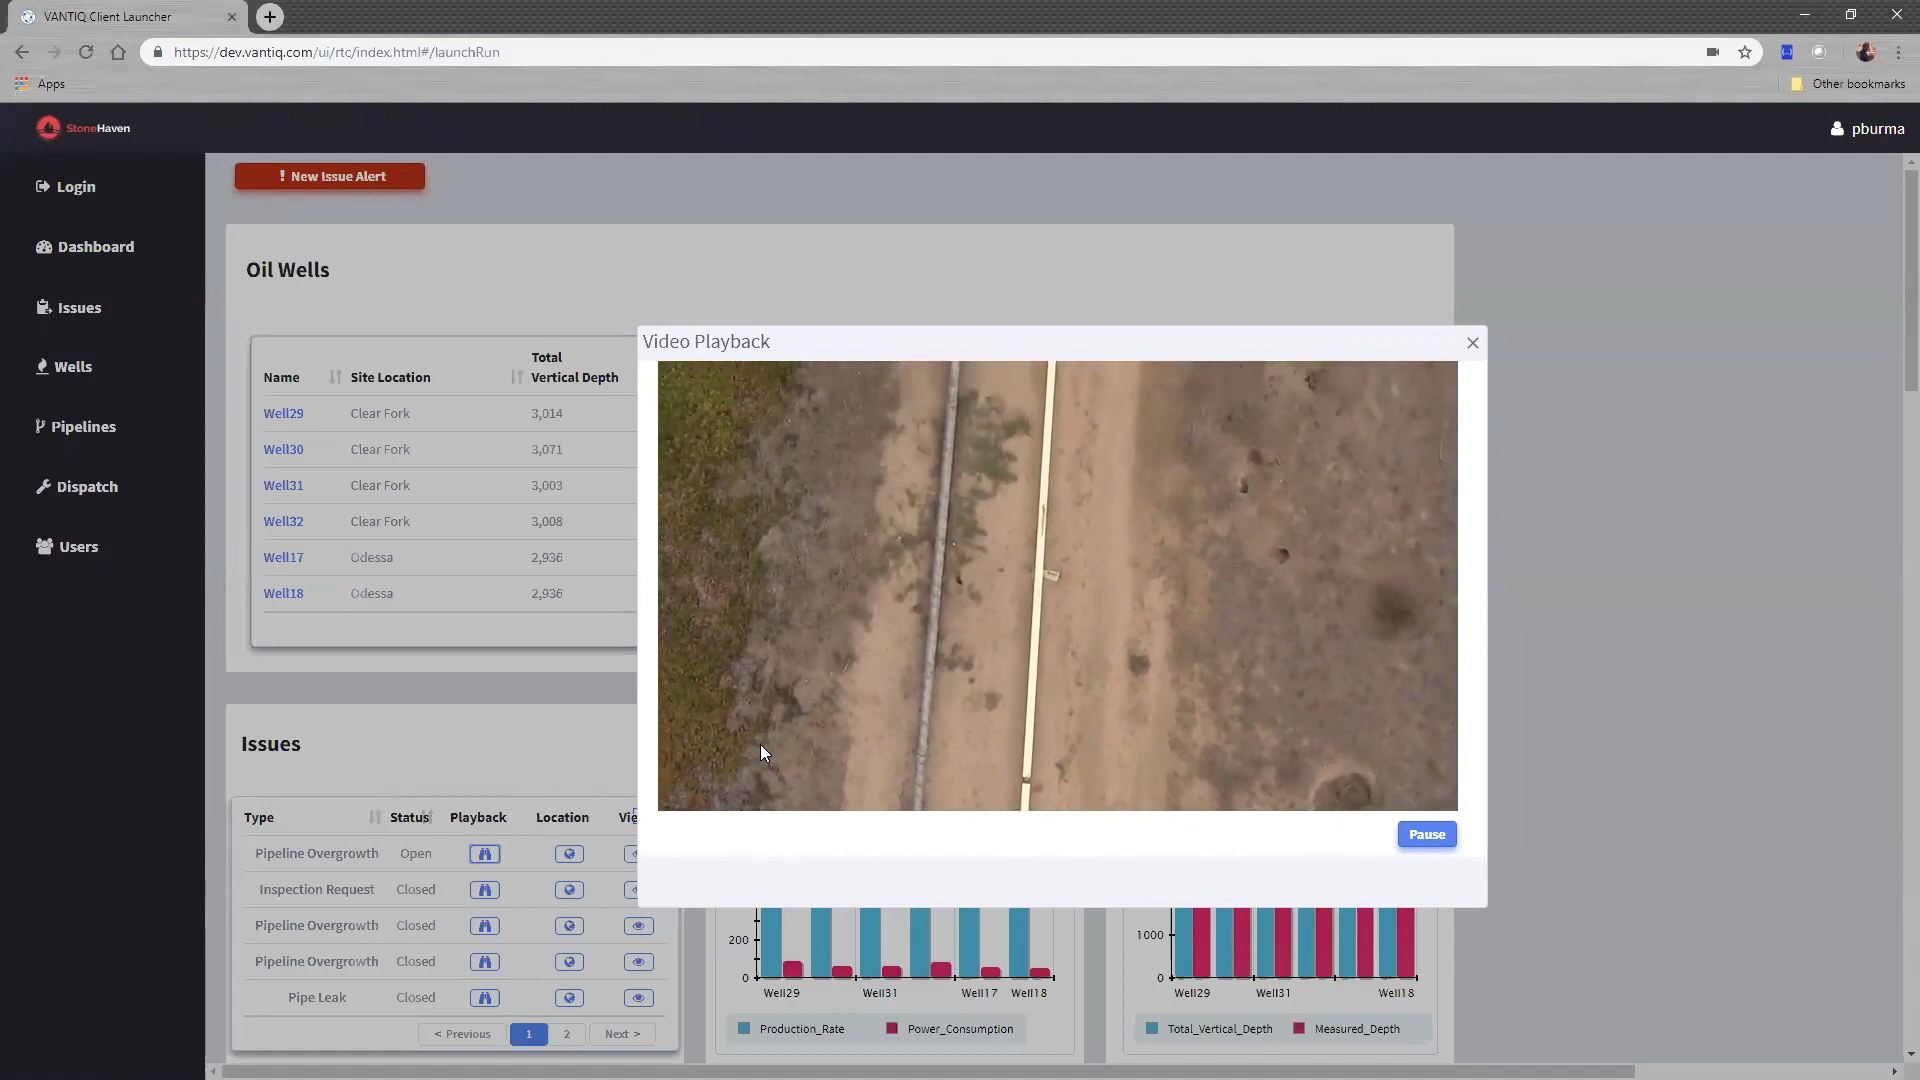 VANTIQ Client Launcher
https://dev.vantiq.com/ui/rtc/index.html#/launchRun
Apps
Other bookmarks
StoneHaven
pburma
Login
Dashboard
Issues
Wells
Pipelines
Dispatch
Users
! New Issue Alert
Oil Wells
Name Site Location Total Vertical Depth
Well29 Clear Fork 3,014
Well30 Clear Fork 3,071
Well31 Clear Fork 3,003
Well32 Clear Fork 3,008
Well17 Odessa 2,936
Well18 Odessa 2,936
Video Playback
Pause
Issues
Type Status Playback Location Vie
Pipeline Overgrowth Open
Inspection Request Closed
Pipeline Overgrowth Closed
Pipeline Overgrowth Closed
Pipe Leak Closed
< Previous 1 2 Next >
200
0
Well29 Well31 Well17 Well18
Production_Rate Power_Consumption
1000
0
Well29 Well31 Well18
Total_Vertical_Depth Measured_Depth